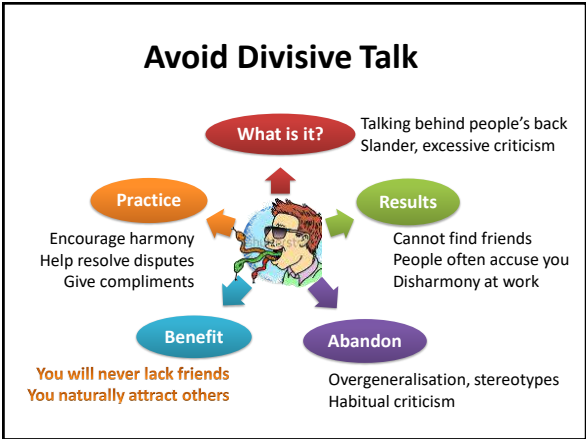 Avoid Divisive Talk
What is it?
Talking behind people's back
Slander, excessive criticism
Practice
Encourage harmony
Help resolve disputes
Give compliments
Results
Cannot find friends
People often accuse you
Disharmony at work
Benefit
You will never lack friends
You naturally attract others
Abandon
Overgeneralisation, stereotypes
Habitual criticism